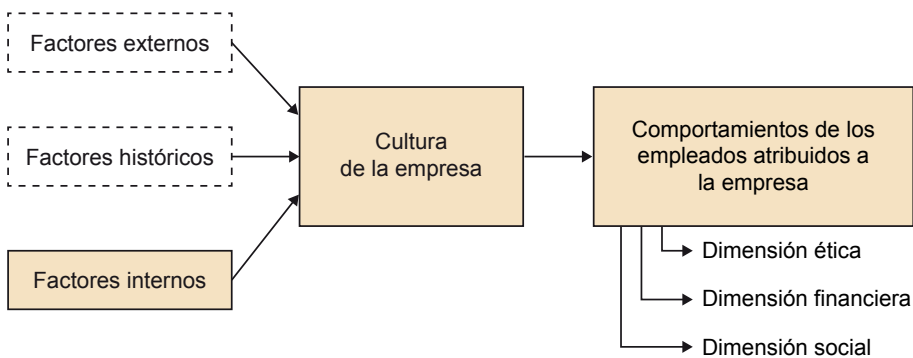 Factores externos
Factores históricos
Factores internos
Cultura
de la empresa
Comportamientos de los
empleados atribuidos a
la empresa
Dimensión ética
Dimensión financiera
Dimensión social